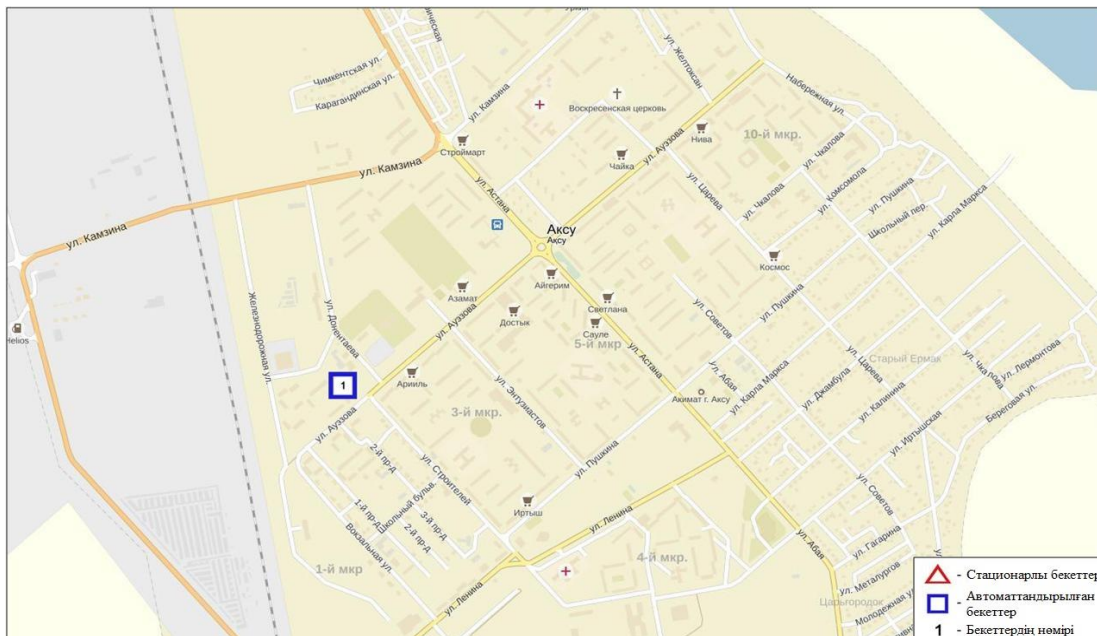 Урхин
Чимкентская ул.
Карагандинская ул.
ул. Камзина
Воскресенская церковь
ул. Желтоксан
Набережная ул.
Строймарт
Чайка
Нива
ул. Ауэзова
10-й мкр.
ул. Камзина
ул. Астана
ул. Царева
ул. Чкалова
ул. Чкалова
ул. Комсомола
ул. Пушкина
Школьный пер.
ул. Карла Маркса
ул. Камзина
Аксу
Ақсу
Космос
Железнодорожная ул.
ул. Донентаева
Азамат
Айгерим
Достык
Светлана
Сауле
5-й мкр
ул. Ауэзова
ул. Астана
ул. Советов
ул. Пушкина
Helios
Старый Ермак
ул. Царева
ул. Чкалова
ул. Лермонтова
Береговая ул.
1
Арииль
ул. Энтузиастов
3-й мкр.
ул. Абая
Акимат г. Аксу
ул. Карла Маркса
ул. Джамбула
ул. Калинина
ул. Иртышская
ул. Ауэзова
2-й пр-д
ул. Строителей
Школьный бульв.
1-й пр-д
3-й пр-д
2-й пр-д
Вокзальная ул.
ул. Пушкина
Иртыш
ул. Ленина
ул. Советов
ул. Абая
ул. Гагарина
1-й мкр
4-й мкр.
ул. Ленина
ул. Металургов
Царьгородок
Молодежная ул.
- Стационарлы бекеттер
- Автоматтандырылған
бекеттер
1 - Бекеттердің нөмірі